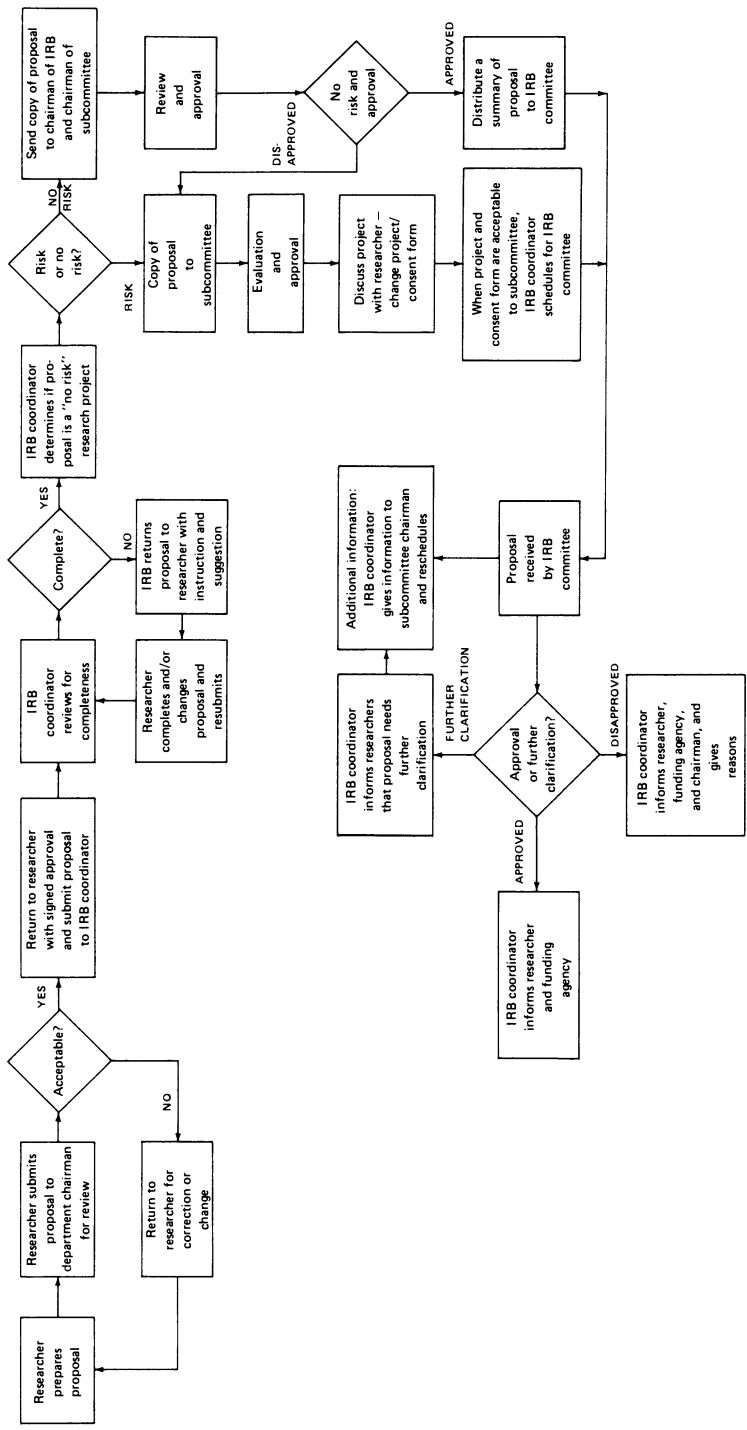 Researcher
prepares
proposal
Researcher submits
proposal to
department chairman
for review
Acceptable?
NO
Return to
researcher for
correction or
change
YES
Return to researcher
with signed approval
and submit proposal
to IRB coordinator
IRB
coordinator
reviews for
completeness
Complete?
NO
IRB returns
proposal to
researcher with
instruction and
suggestion
Researcher
completes and/or
changes
proposal and
resubmits
YES
IRB coordinator
determines if pro-
posal is a "no risk"
research project
Risk
or no
risk?
NO
RISK
Send copy of proposal
to chairman of IRB
and chairman of
subcommittee
Review
and
approval
No
risk and
approval
DIS-
APPROVED
APPROVED
Distribute a
summary of
proposal
to IRB
committee
RISK
Copy of
proposal
to
subcommittee
Evaluation
and
approval
Discuss project
with researcher –
change project/
consent form
When project and
consent form are acceptable
to subcommittee,
IRB coordinator
schedules for IRB
committee
Proposal
received
by IRB
committee
Additional information:
IRB coordinator
gives information to
subcommittee chairman
and reschedules
IRB coordinator
informs researchers
that proposal needs
further
clarification
FURTHER
CLARIFICATION
Approval
or further
clarification?
APPROVED
IRB coordinator
informs researcher
and funding
agency
DISAPPROVED
IRB coordinator
informs researcher,
funding agency,
and chairman, and
gives
reasons